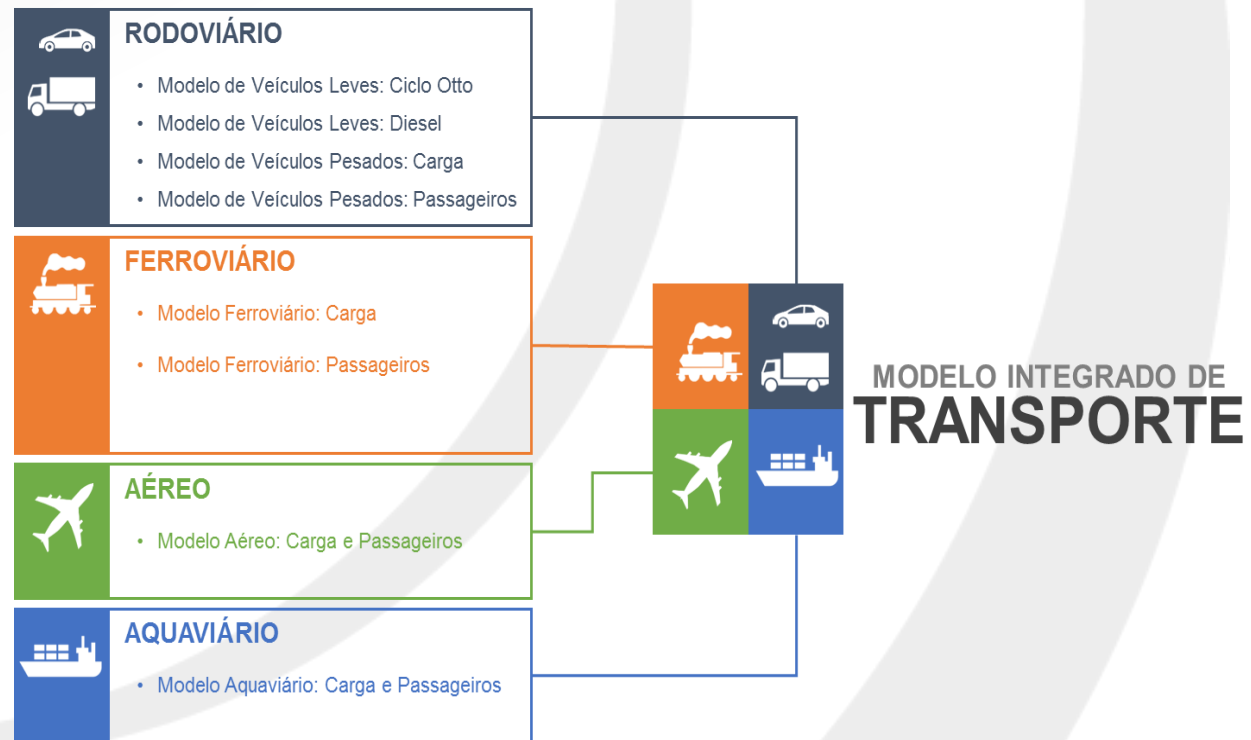 RODOVIÁRIO
• Modelo de Veículos Leves: Ciclo Otto
• Modelo de Veículos Leves: Diesel
• Modelo de Veículos Pesados: Carga
• Modelo de Veículos Pesados: Passageiros
FERROVIÁRIO
• Modelo Ferroviário: Carga
• Modelo Ferroviário: Passageiros
AÉREO
• Modelo Aéreo: Carga e Passageiros
AQUAVIÁRIO
• Modelo Aquaviário: Carga e Passageiros
MODELO INTEGRADO DE
TRANSPORTE